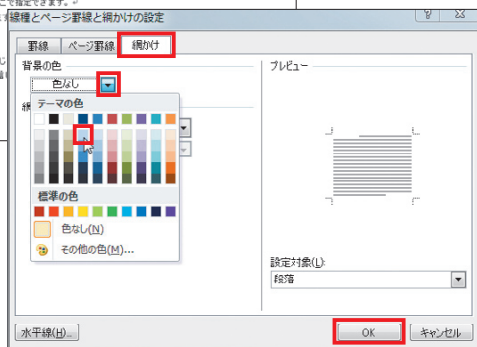 こで指定できます。
線種とページ罫線と網かけの設定
罫線 ページ罫線 網かけ
背景の色
プレビュー
色なし
テーマの色
標準の色
色なし(N)
その他の色(M)...
設定対象(L):
段落
水平線(H)...
OK
キャンセル